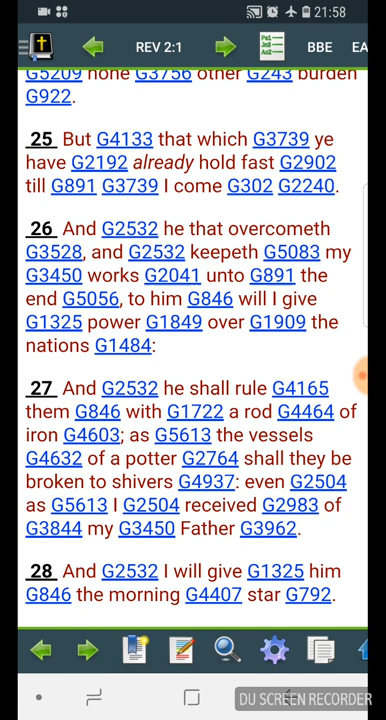 21:58
REV 2:1
BBE
EA
G5209 none G3756 other G243 burden
G922.
25 But G4133 that which G3739 ye
have G2192 already hold fast G2902
till G891 G3739 I come G302 G2240.
26 And G2532 he that overcometh
G3528, and G2532 keepeth G5083 my
G3450 works G2041 unto G891 the
end G5056, to him G846 will I give
G1325 power G1849 over G1909 the
nations G1484:
27 And G2532 he shall rule G4165
them G846 with G1722 a rod G4464 of
iron G4603; as G5613 the vessels
G4632 of a potter G2764 shall they be
broken to shivers G4937: even G2504
as G5613 I G2504 received G2983 of
G3844 my G3450 Father G3962.
28 And G2532 I will give G1325 him
G846 the morning G4407 star G792.
DU SCREEN RECORDER